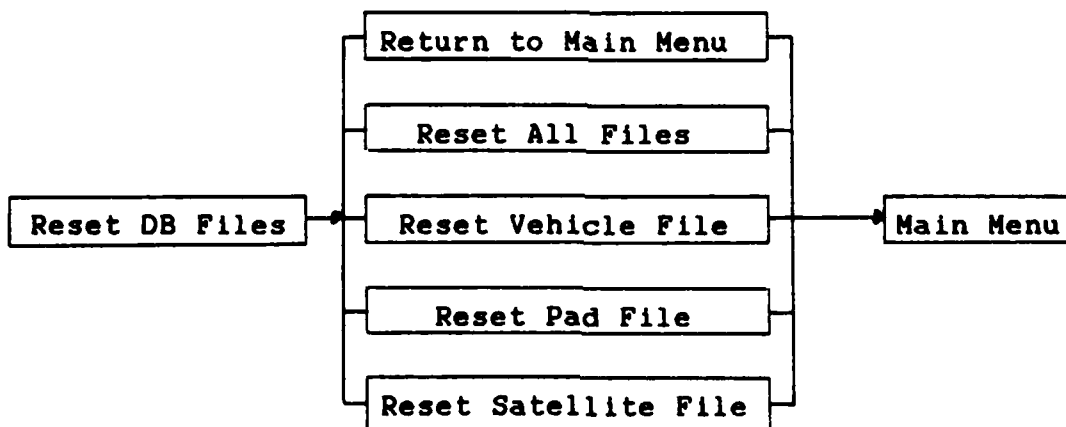 Return to Main Menu
Reset All Files
Reset DB Files
Reset Vehicle File
Main Menu
Reset Pad File
Reset Satellite File